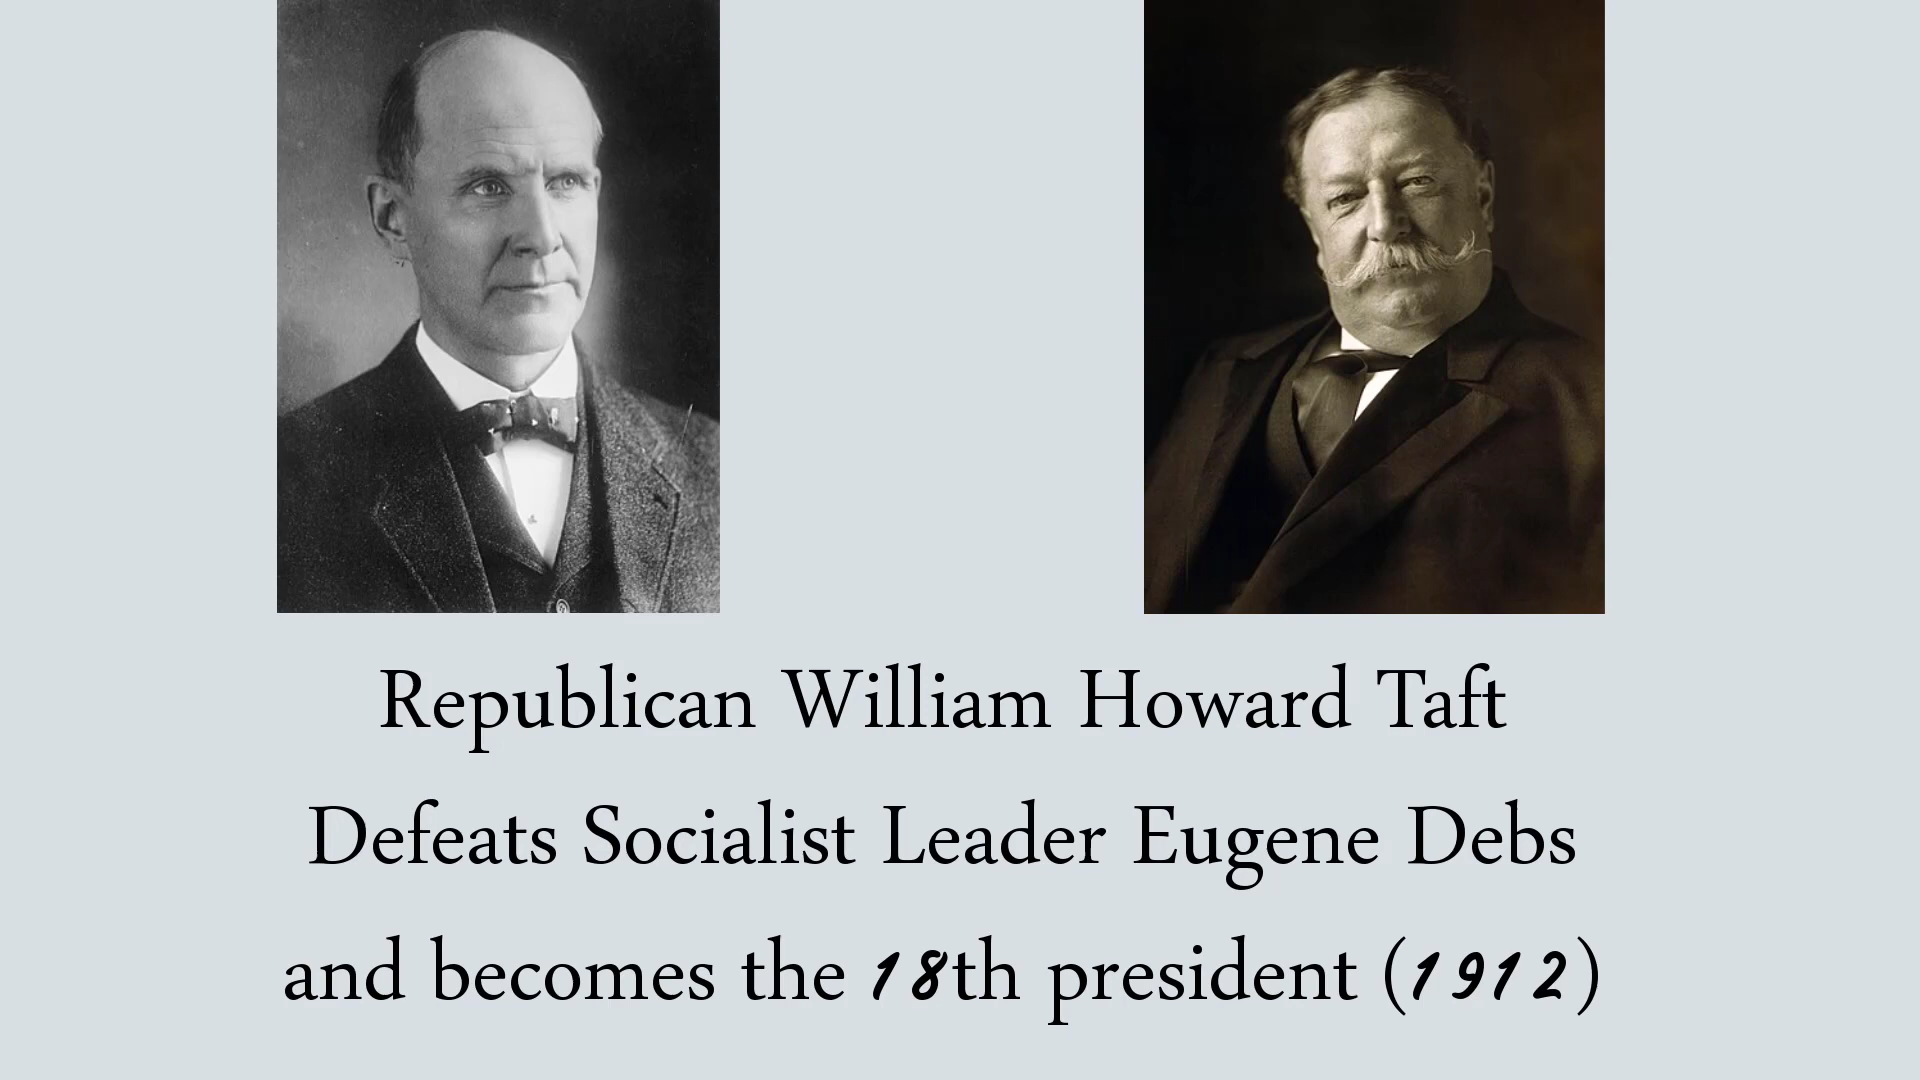 Republican William Howard Taft
Defeats Socialist Leader Eugene Debs
and becomes the 18th president (1912)